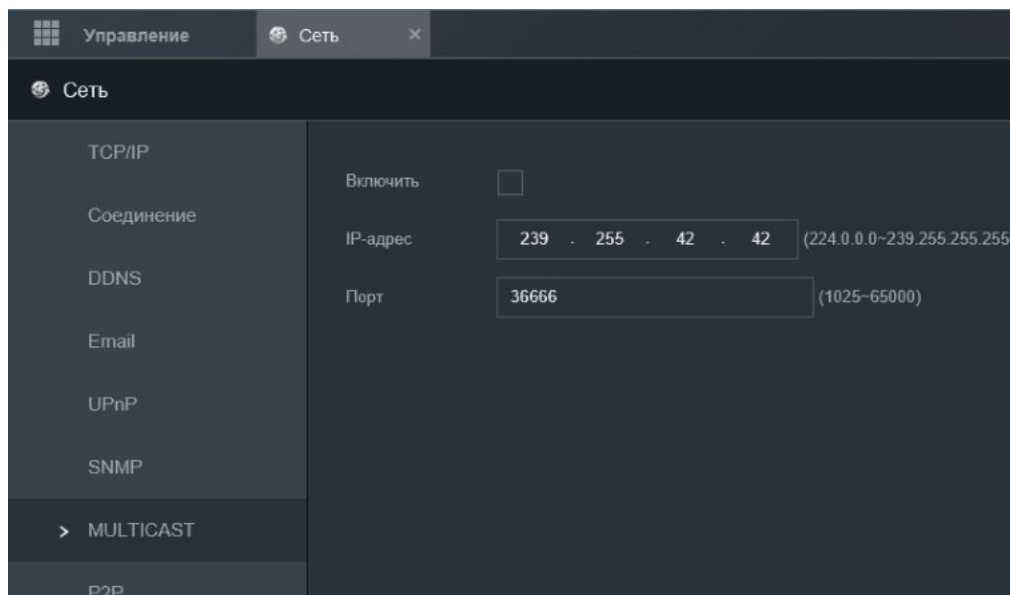 Управление
Сеть ×
Сеть
TCP/IP
Соединение
DDNS
Email
UPnP
SNMP
> MULTICAST
P2P
Включить
IP-адрес 239 . 255 . 42 . 42 (224.0.0.0~239.255.255.255
Порт 36666 (1025~65000)